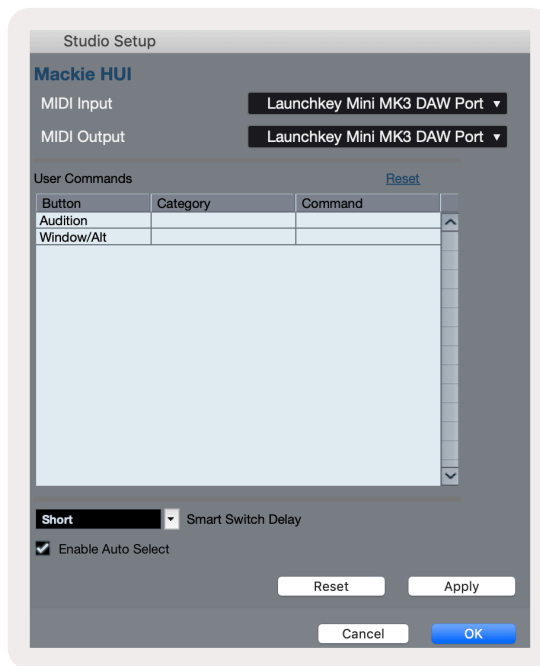 Studio Setup
Mackie HUI
MIDI Input Launchkey Mini MK3 DAW Port
MIDI Output Launchkey Mini MK3 DAW Port
User Commands Reset
Button Category Command
Audition
Window/Alt
Short Smart Switch Delay
Enable Auto Select
Reset Apply
Cancel OK